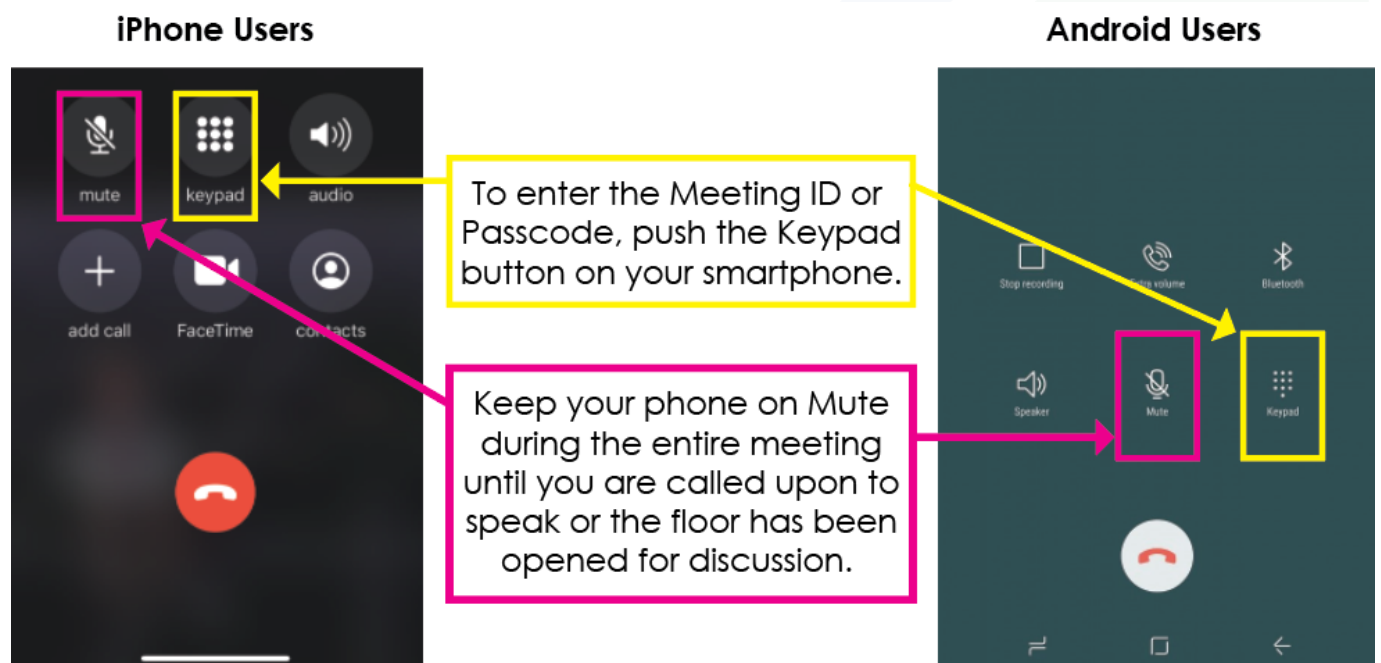 iPhone Users
Android Users
mute
keypad
audio
add call
FaceTime
contacts
To enter the Meeting ID or
Passcode, push the Keypad
button on your smartphone.
Keep your phone on Mute
during the entire meeting
until you are called upon to
speak or the floor has been
opened for discussion.
Stop recording
Extra volume
Bluetooth
Speaker
Mute
Keypad